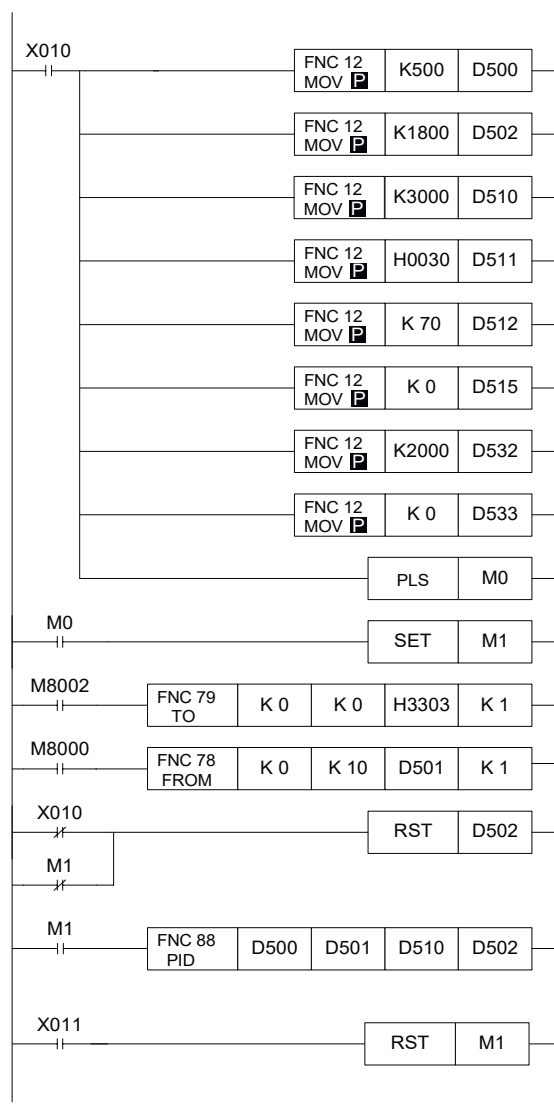 X010
FNC 12
MOV P K500 D500
FNC 12
MOV P K1800 D502
FNC 12
MOV P K3000 D510
FNC 12
MOV P H0030 D511
FNC 12
MOV P K 70 D512
FNC 12
MOV P K 0 D515
FNC 12
MOV P K2000 D532
FNC 12
MOV P K 0 D533
PLS M0
M0
SET M1
M8002
FNC 79
TO K 0 K 0 H3303 K 1
M8000
FNC 78
FROM K 0 K 10 D501 K 1
X010
RST D502
M1
M1
FNC 88
PID D500 D501 D510 D502
X011
RST M1